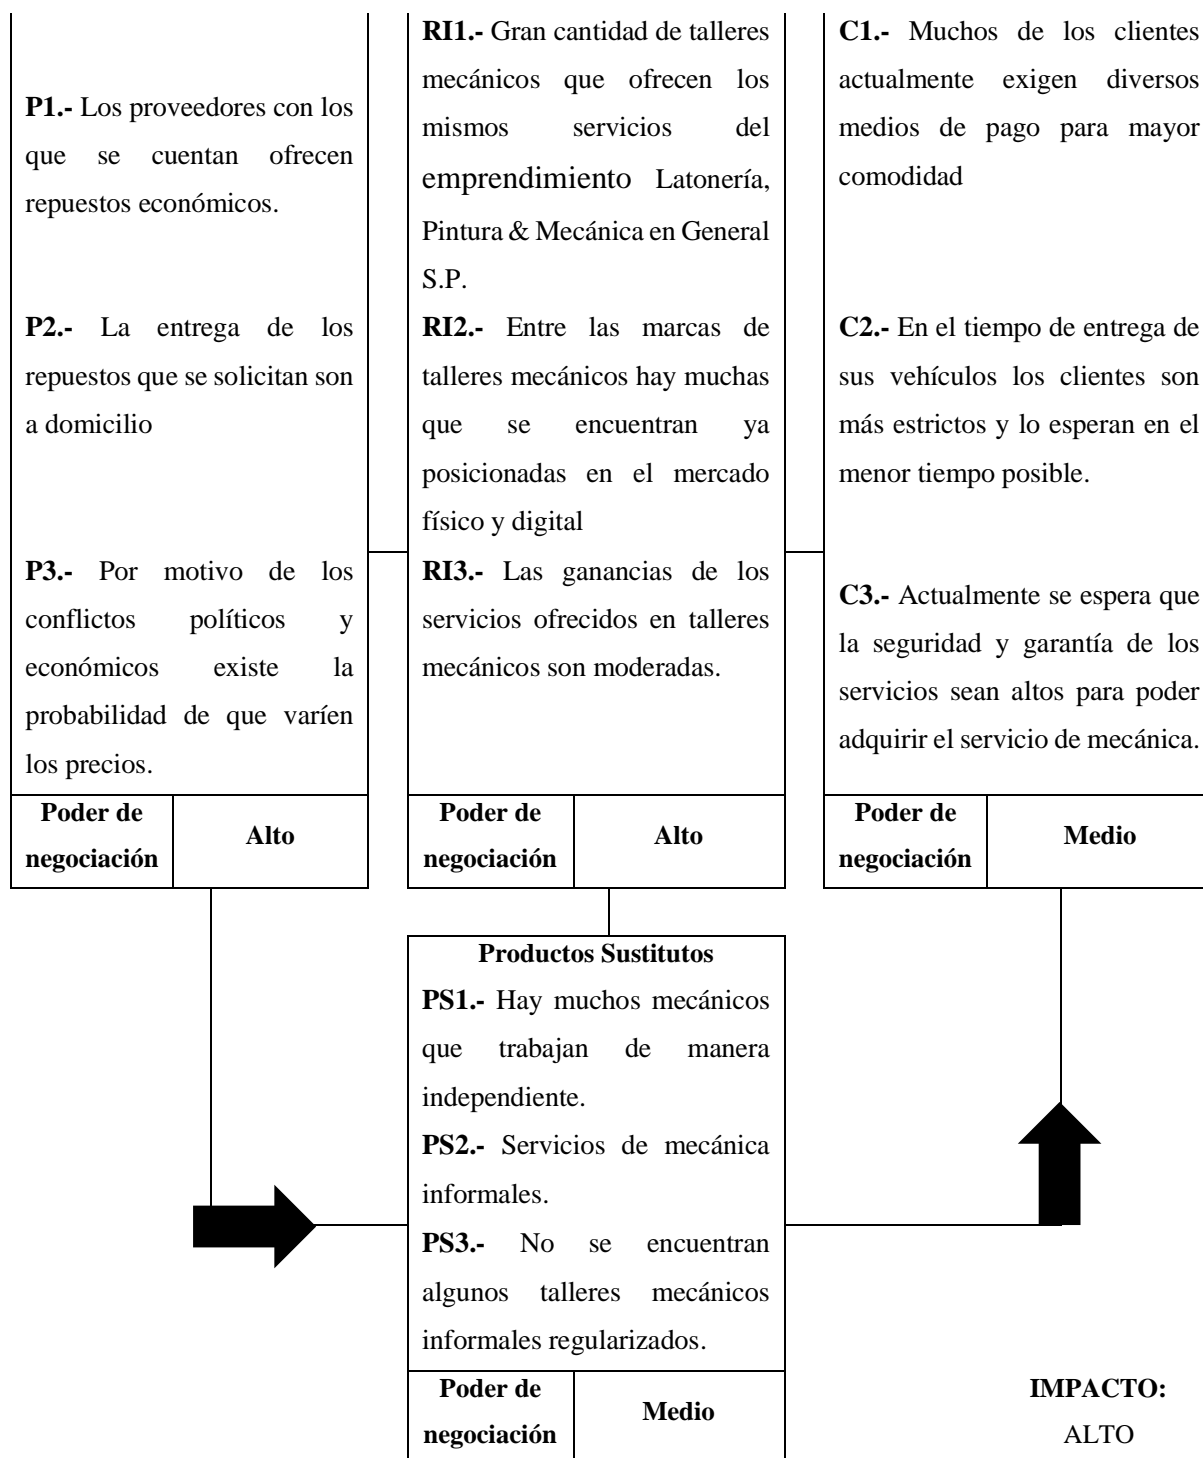 P1.- Los proveedores con los
que se cuentan ofrecen
repuestos económicos.
P2.- La entrega de los
repuestos que se solicitan son
a domicilio
P3.- Por motivo de los
conflictos políticos y
económicos existe la
probabilidad de que varíen
los precios.
Poder de
negociación
Alto
RI1.- Gran cantidad de talleres
mecánicos que ofrecen los
mismos servicios del
emprendimiento Latonería,
Pintura & Mecánica en General
S.P.
RI2.- Entre las marcas de
talleres mecánicos hay muchas
que se encuentran ya
posicionadas en el mercado
físico y digital
RI3.- Las ganancias de los
servicios ofrecidos en talleres
mecánicos son moderadas.
Poder de
negociación
Alto
C1.- Muchos de los clientes
actualmente exigen diversos
medios de pago para mayor
comodidad
C2.- En el tiempo de entrega de
sus vehículos los clientes son
más estrictos y lo esperan en el
menor tiempo posible.
C3.- Actualmente se espera que
la seguridad y garantía de los
servicios sean altos para poder
adquirir el servicio de mecánica.
Poder de
negociación
Medio
Productos Sustitutos
PS1.- Hay muchos mecánicos
que trabajan de manera
independiente.
PS2.- Servicios de mecánica
informales.
PS3.- No se encuentran
algunos talleres mecánicos
informales regularizados.
Poder de
negociación
Medio
IMPACTO:
ALTO